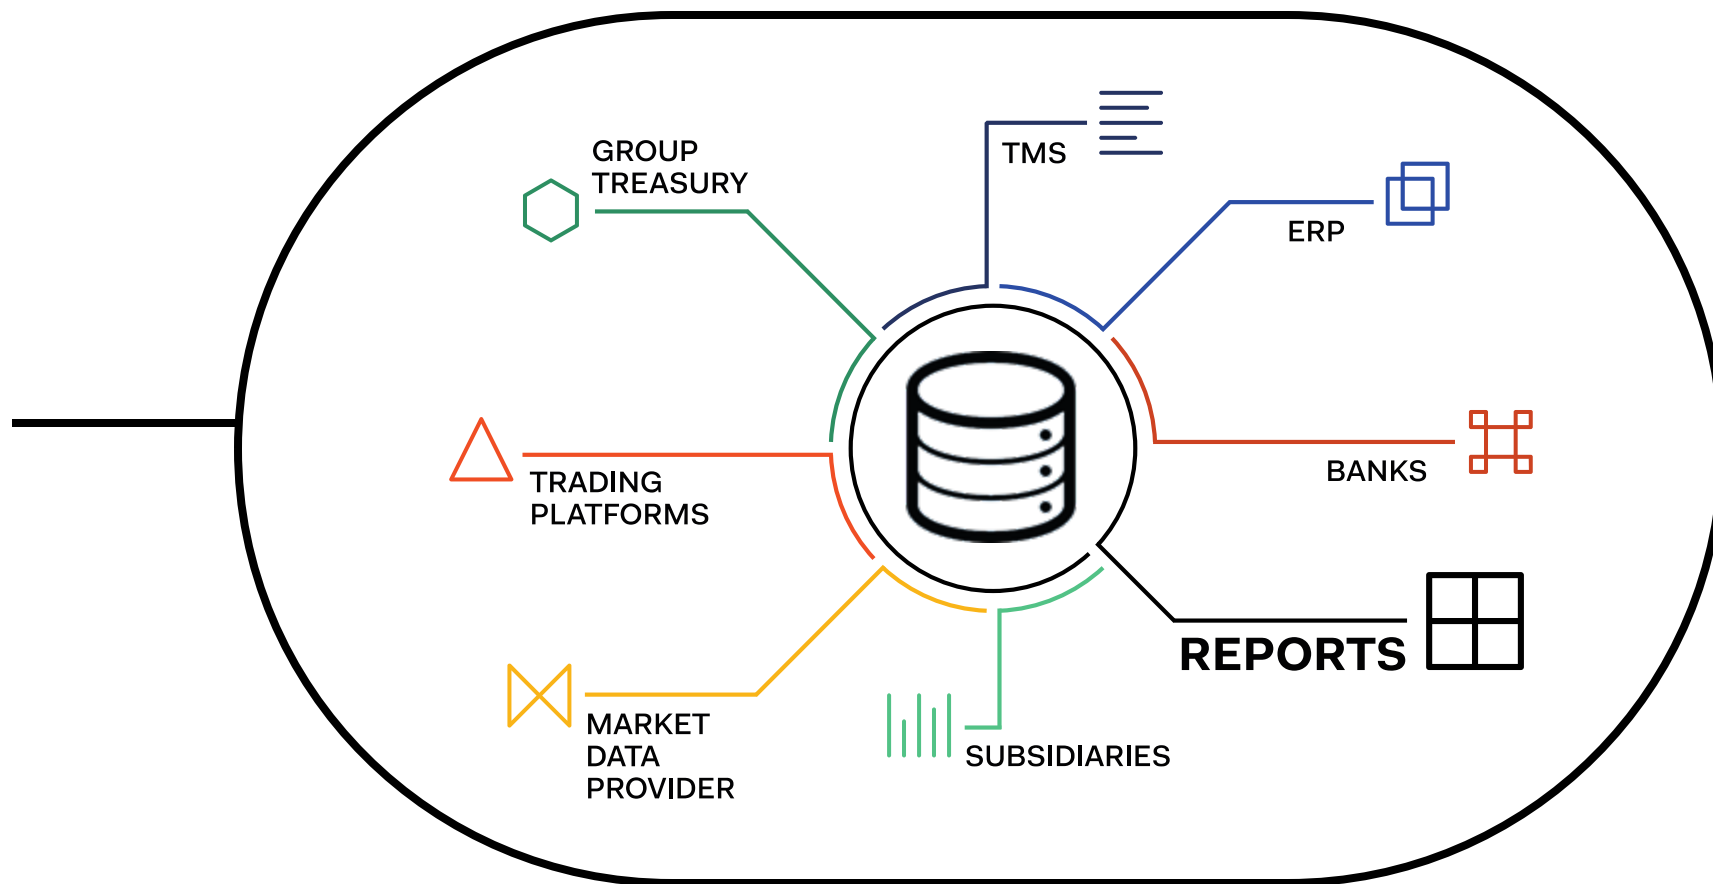 GROUP
TREASURY
TMS
ERP
TRADING
PLATFORMS
BANKS
REPORTS
MARKET
DATA
PROVIDER
SUBSIDIARIES